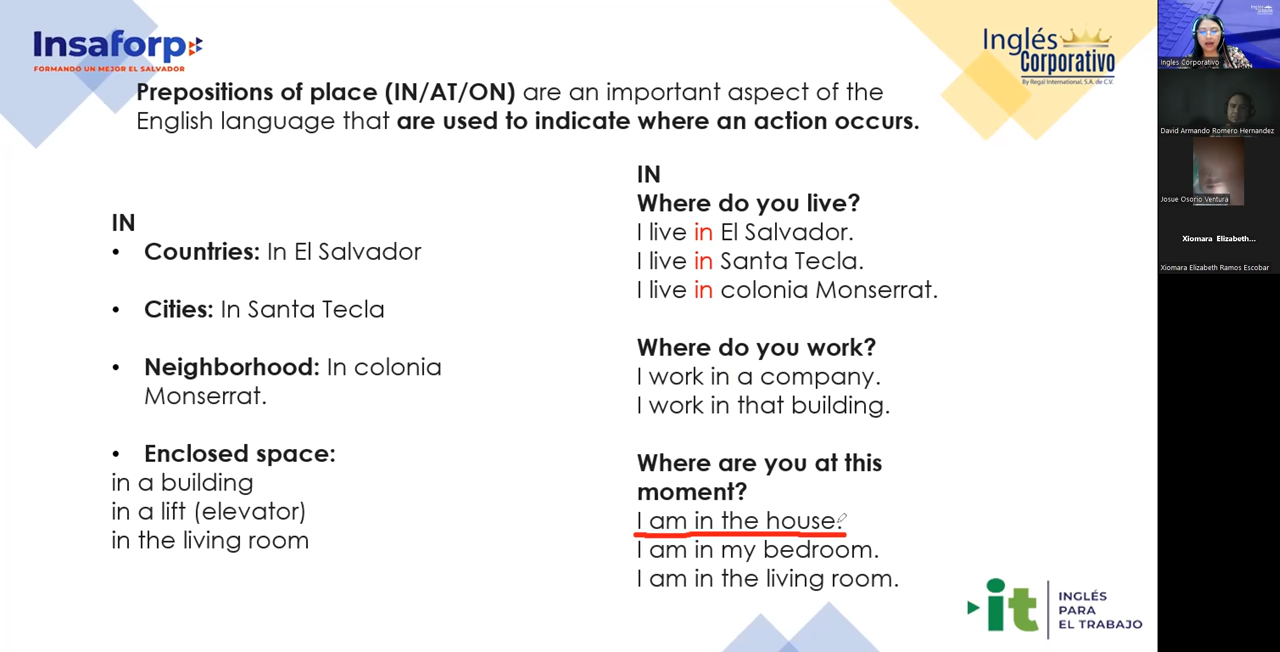 Insaforp
FORMANDO UN MEJOR EL SALVADOR
Inglés
Corporativo
By Regal International, S.A. de C.V.
Prepositions of place (IN/AT/ON) are an important aspect of the
English language that are used to indicate where an action occurs.
IN
• Countries: In El Salvador
• Cities: In Santa Tecla
• Neighborhood: In colonia
Monserrat.
• Enclosed space:
in a building
in a lift (elevator)
in the living room
IN
Where do you live?
I live in El Salvador.
I live in Santa Tecla.
I live in colonia Monserrat.
Where do you work?
I work in a company.
I work in that building.
Where are you at this
moment?
I am in the house.
I am in my bedroom.
I am in the living room.
it
INGLÉS
PARA
EL TRABAJO
Ingles Corporativo
David Armando Romero Hernandez
Josue Osorio Ventura
Xiomara Elizabeth...
Xiomara Elizabeth Ramos Escobar